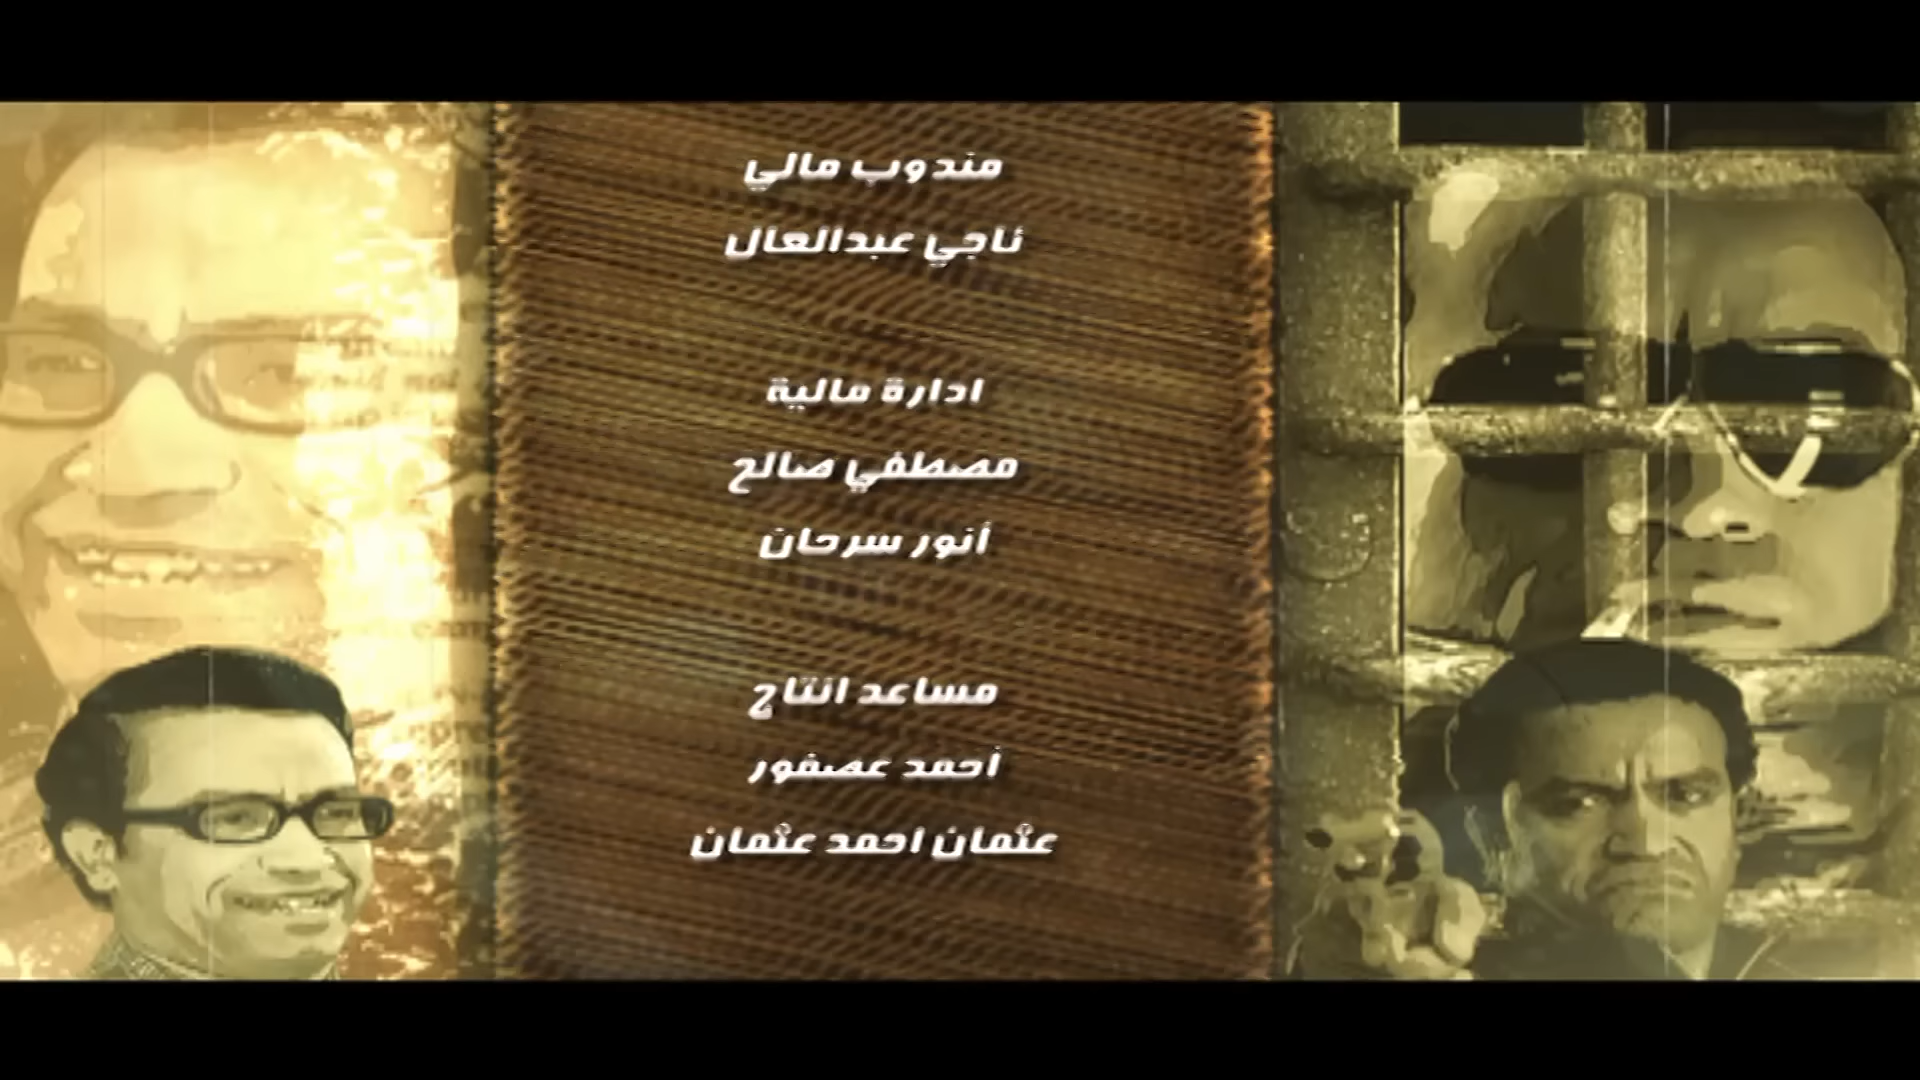 مندوب مالي
ناجي عبدالعال
ادارة مالية
مصطفي صالح
أنور سرحان
مساعد انتاج
أحمد عصفور
عثمان احمد عثمان